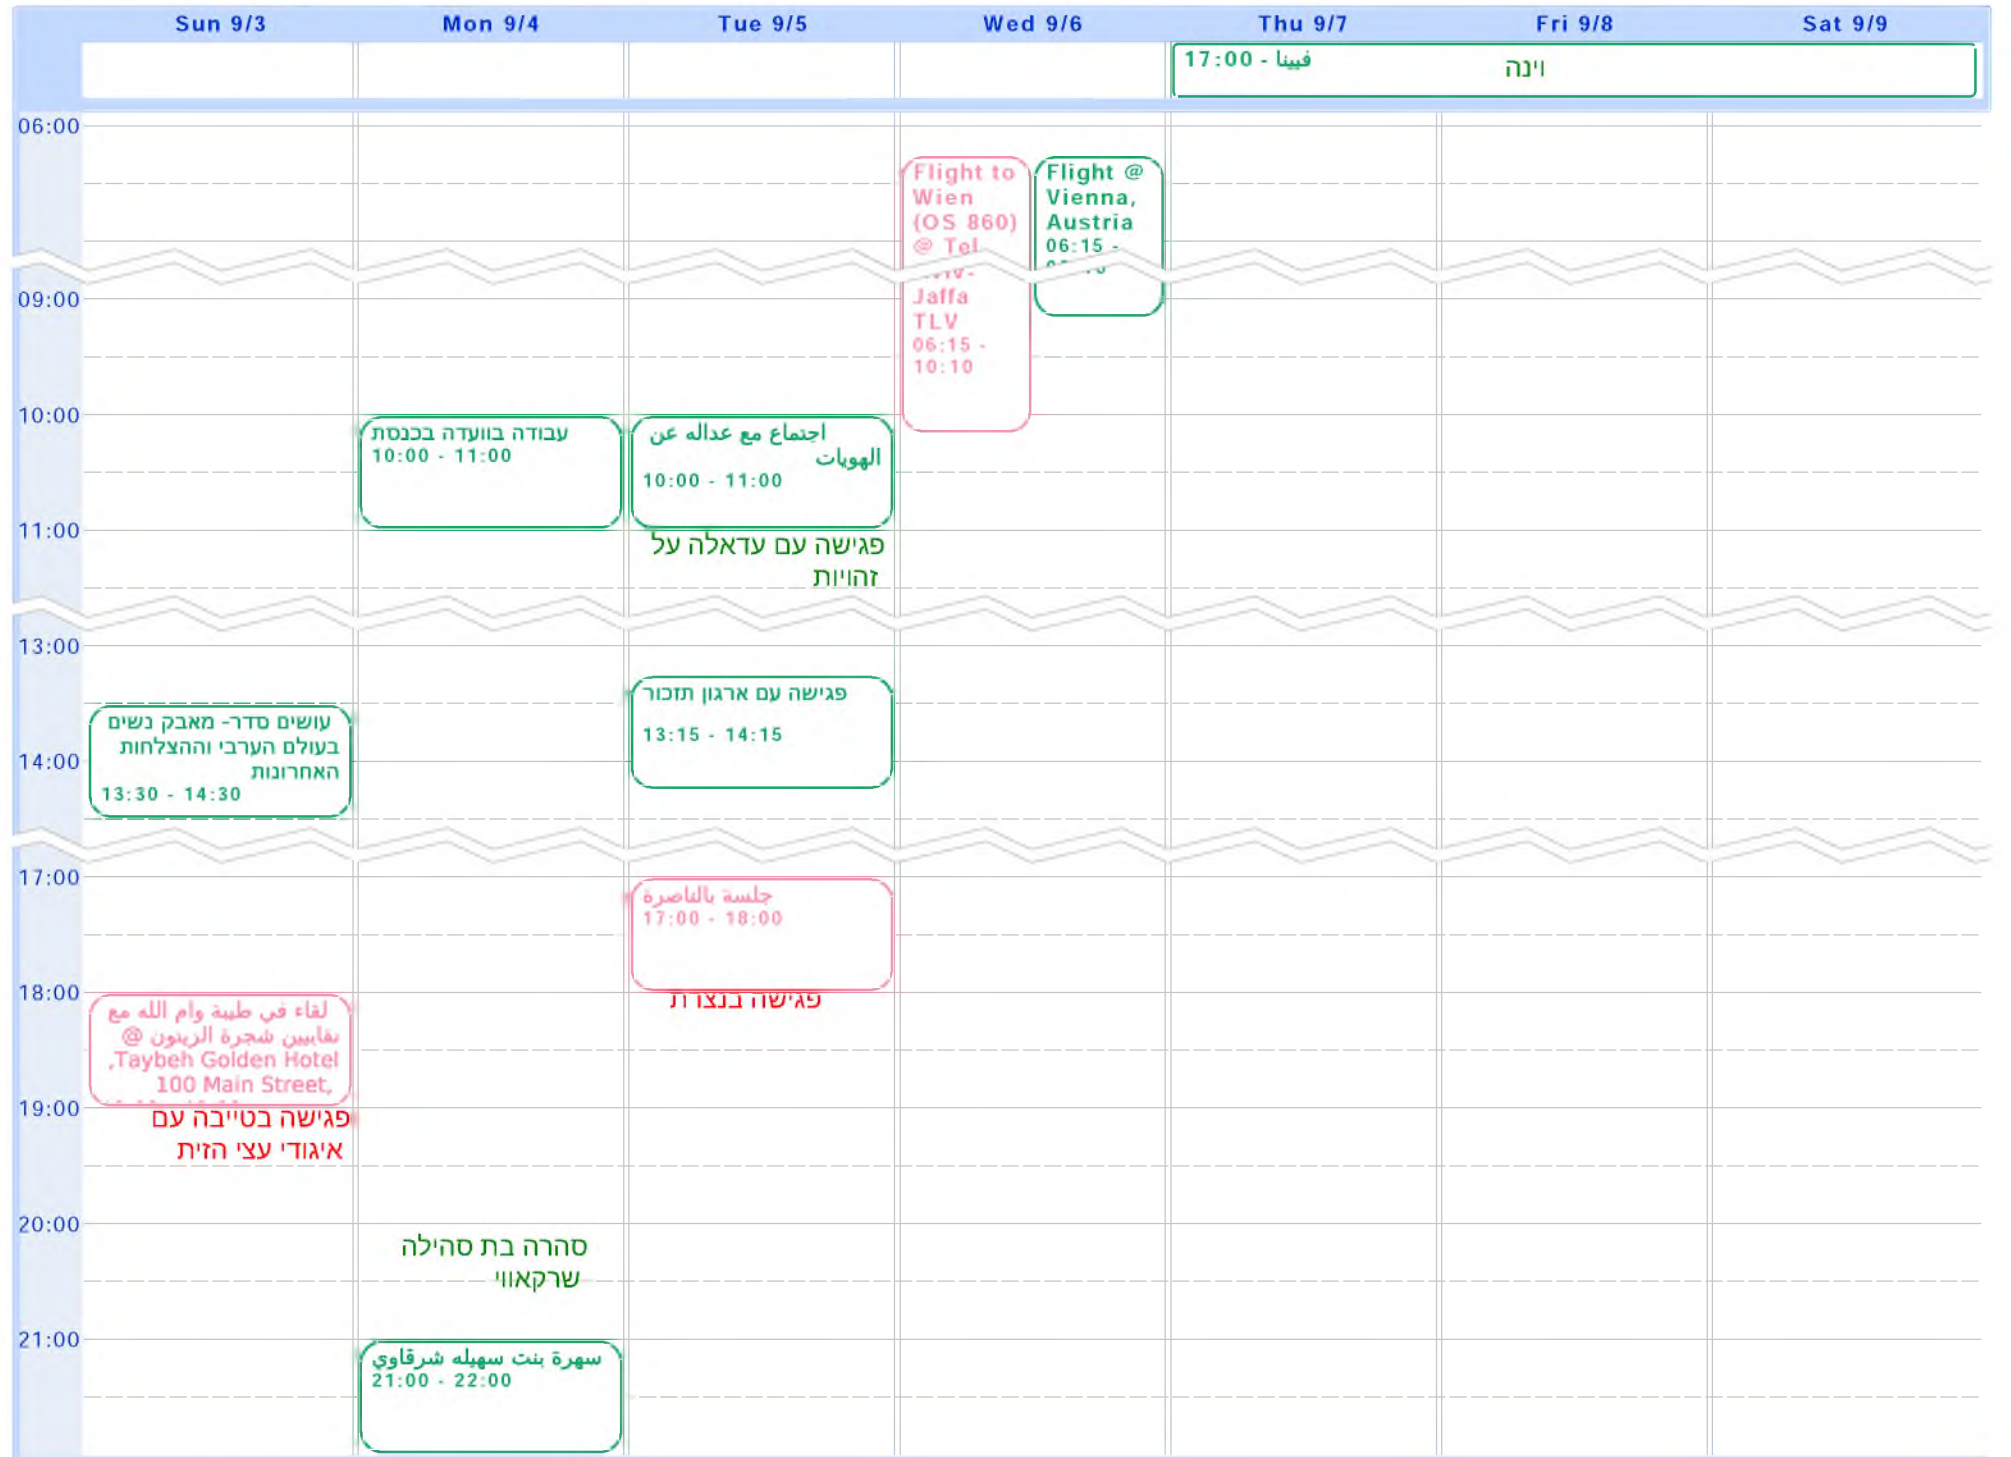 Sun 9/3
Mon 9/4
Tue 9/5
Wed 9/6
Thu 9/7
Fri 9/8
Sat 9/9
فيينا - 17:00
וינה
06:00
Flight to
Wien
(OS 860)
@ Tel
Jaffa
TLV
06:15 -
10:10
Flight @
Vienna,
Austria
06:15 -
09:00
10:00
עבודה בוועדה בכנסת
10:00 - 11:00
اجتماع مع عداله عن
الهويات
10:00 - 11:00
11:00
פגישה עם עדאלה על
זהויות
13:00
פגישה עם ארגון תזכור
13:15 - 14:15
עושים סדר- מאבק נשים
בעולם הערבי וההצלחות
האחרונות
13:30 - 14:30
14:00
17:00
جلسة بالناصرة
17:00 - 18:00
פגישה בנצרת
18:00
لقاء في طيبة وام الله مع
نقابيين شجرة الزيتون @
Taybeh Golden Hotel,
100 Main Street,
19:00
פגישה בטייבה עם
איגודי עצי הזית
20:00
סהרה בת סהילה
שרקאווי
21:00
سهرة بنت سهيله شرقاوي
21:00 - 22:00